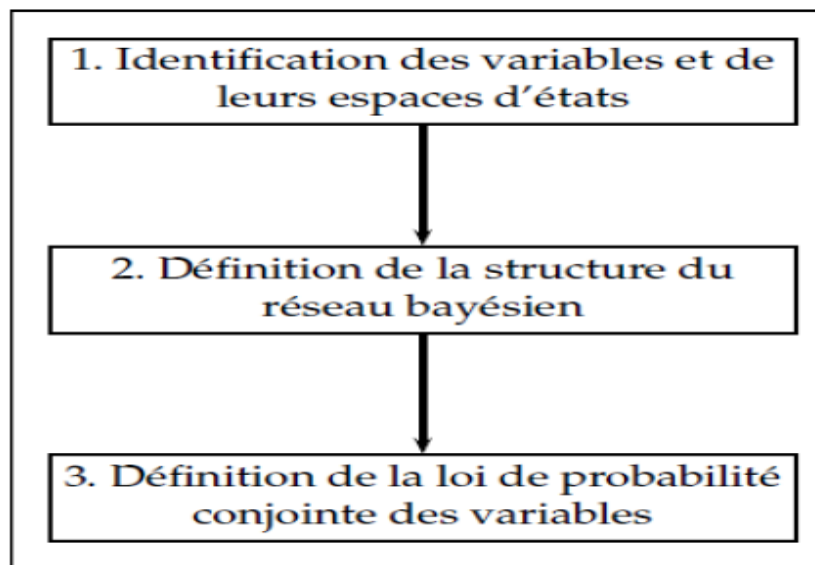 1. Identification des variables et de
leurs espaces d'états
2. Définition de la structure du
réseau bayésien
3. Définition de la loi de probabilité
conjointe des variables